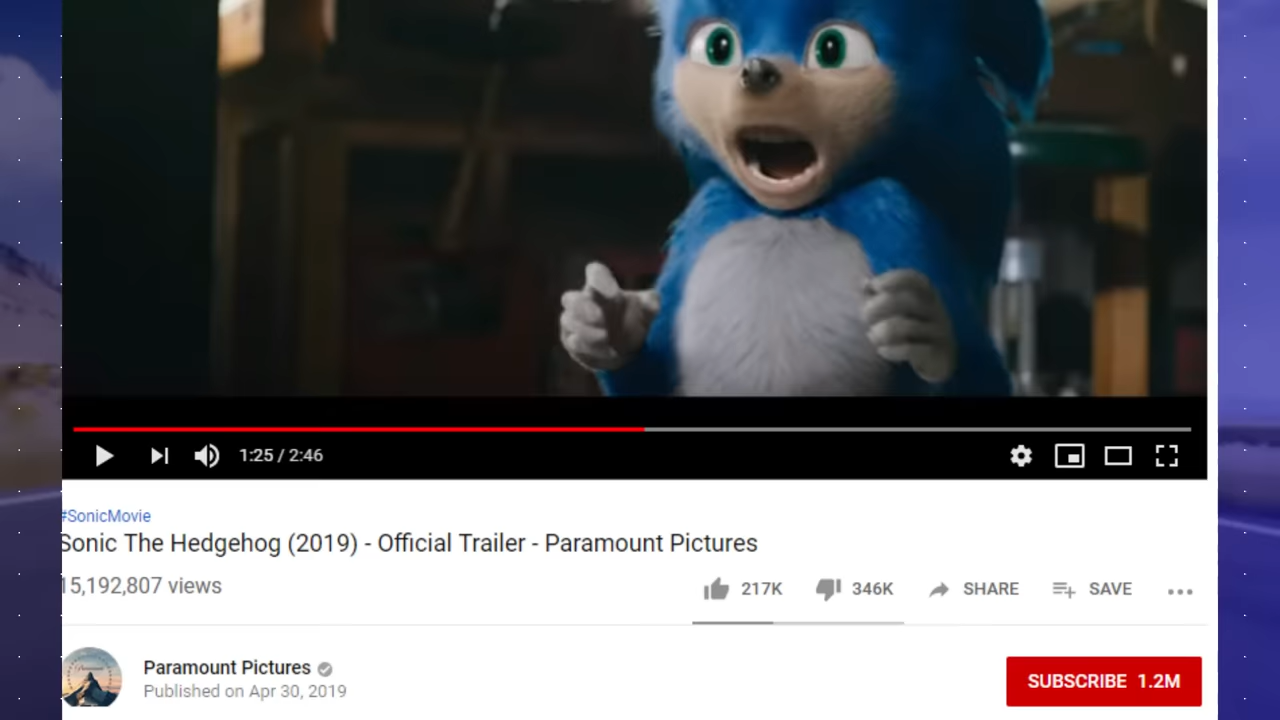 1:25 / 2:46
#SonicMovie
Sonic The Hedgehog (2019) - Official Trailer - Paramount Pictures
15,192,807 views
217K 346K SHARE SAVE
Paramount Pictures
Published on Apr 30, 2019
SUBSCRIBE 1.2M
Paramount